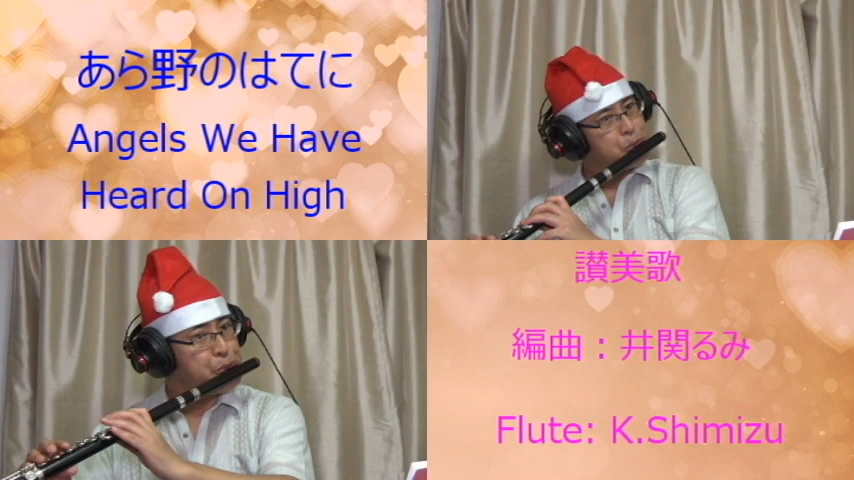 あら野のはてに
Angels We Have
Heard On High
讃美歌
編曲：井関るみ
Flute: K.Shimizu